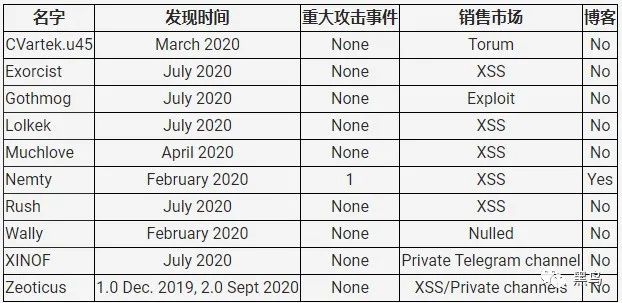 名字 发现时间 重大攻击事件 销售市场 博客
CVartek.u45 March 2020 None Torum No
Exorcist July 2020 None XSS No
Gothmog July 2020 None Exploit No
Lolkek July 2020 None XSS No
Muchlove April 2020 None XSS No
Nemty February 2020 1 XSS Yes
Rush July 2020 None XSS No
Wally February 2020 None Nulled No
XINOF July 2020 None Private Telegram channel No
Zeoticus 1.0 Dec. 2019, 2.0 Sept 2020 None XSS/Private channels No
黑鸟